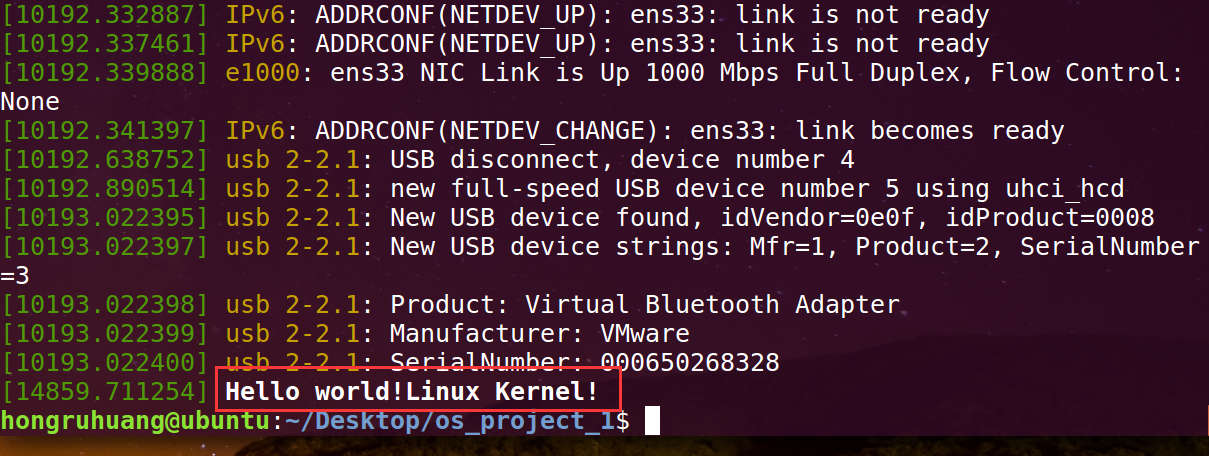 [10192.332887] IPv6: ADDRCONF(NETDEV_UP): ens33: link is not ready
[10192.337461] IPv6: ADDRCONF(NETDEV_UP): ens33: link is not ready
[10192.339888] e1000: ens33 NIC Link is Up 1000 Mbps Full Duplex, Flow Control:
None
[10192.341397] IPv6: ADDRCONF(NETDEV_CHANGE): ens33: link becomes ready
[10192.638752] usb 2-2.1: USB disconnect, device number 4
[10192.890514] usb 2-2.1: new full-speed USB device number 5 using uhci_hcd
[10193.022395] usb 2-2.1: New USB device found, idVendor=0e0f, idProduct=0008
[10193.022397] usb 2-2.1: New USB device strings: Mfr=1, Product=2, SerialNumber
=3
[10193.022398] usb 2-2.1: Product: Virtual Bluetooth Adapter
[10193.022399] usb 2-2.1: Manufacturer: VMware
[10193.022400] usb 2-2.1: SerialNumber: 000650268328
[14859.711254] Hello world!Linux Kernel!
hongruhuang@ubuntu:~/Desktop/os_project_1$